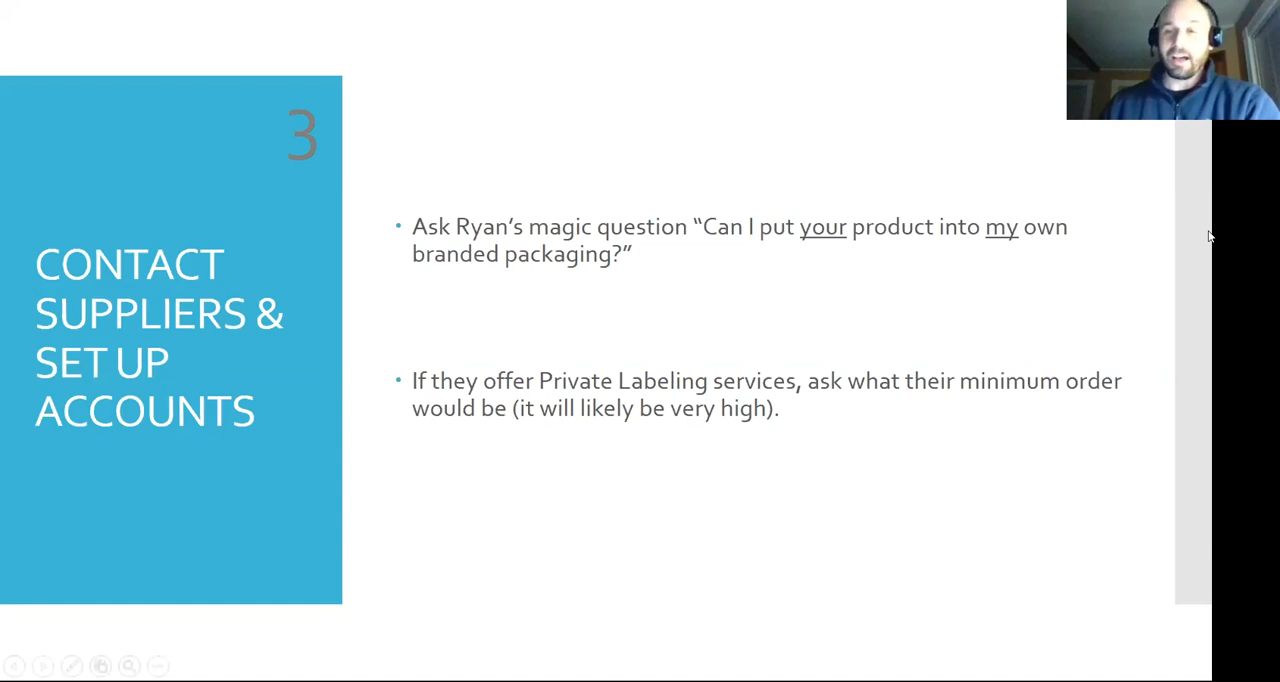 3
CONTACT
SUPPLIERS &
SET UP
ACCOUNTS
• Ask Ryan’s magic question “Can I put your product into my own
branded packaging?”
• If they offer Private Labeling services, ask what their minimum order
would be (it will likely be very high).